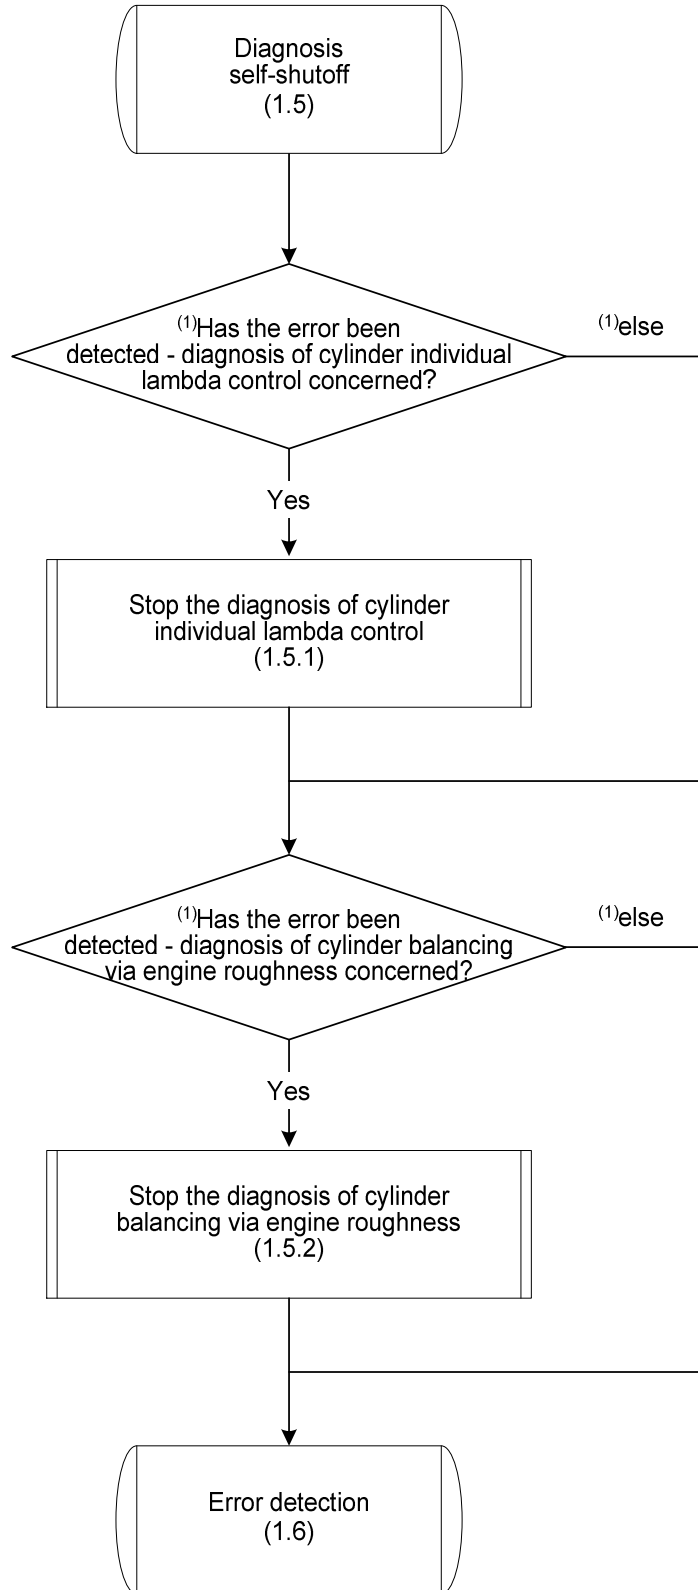 Diagnosis
self-shutoff
(1.5)
(1)Has the error been
detected - diagnosis of cylinder individual
lambda control concerned?
(1)else
Yes
Stop the diagnosis of cylinder
individual lambda control
(1.5.1)
(1)Has the error been
detected - diagnosis of cylinder balancing
via engine roughness concerned?
(1)else
Yes
Stop the diagnosis of cylinder
balancing via engine roughness
(1.5.2)
Error detection
(1.6)